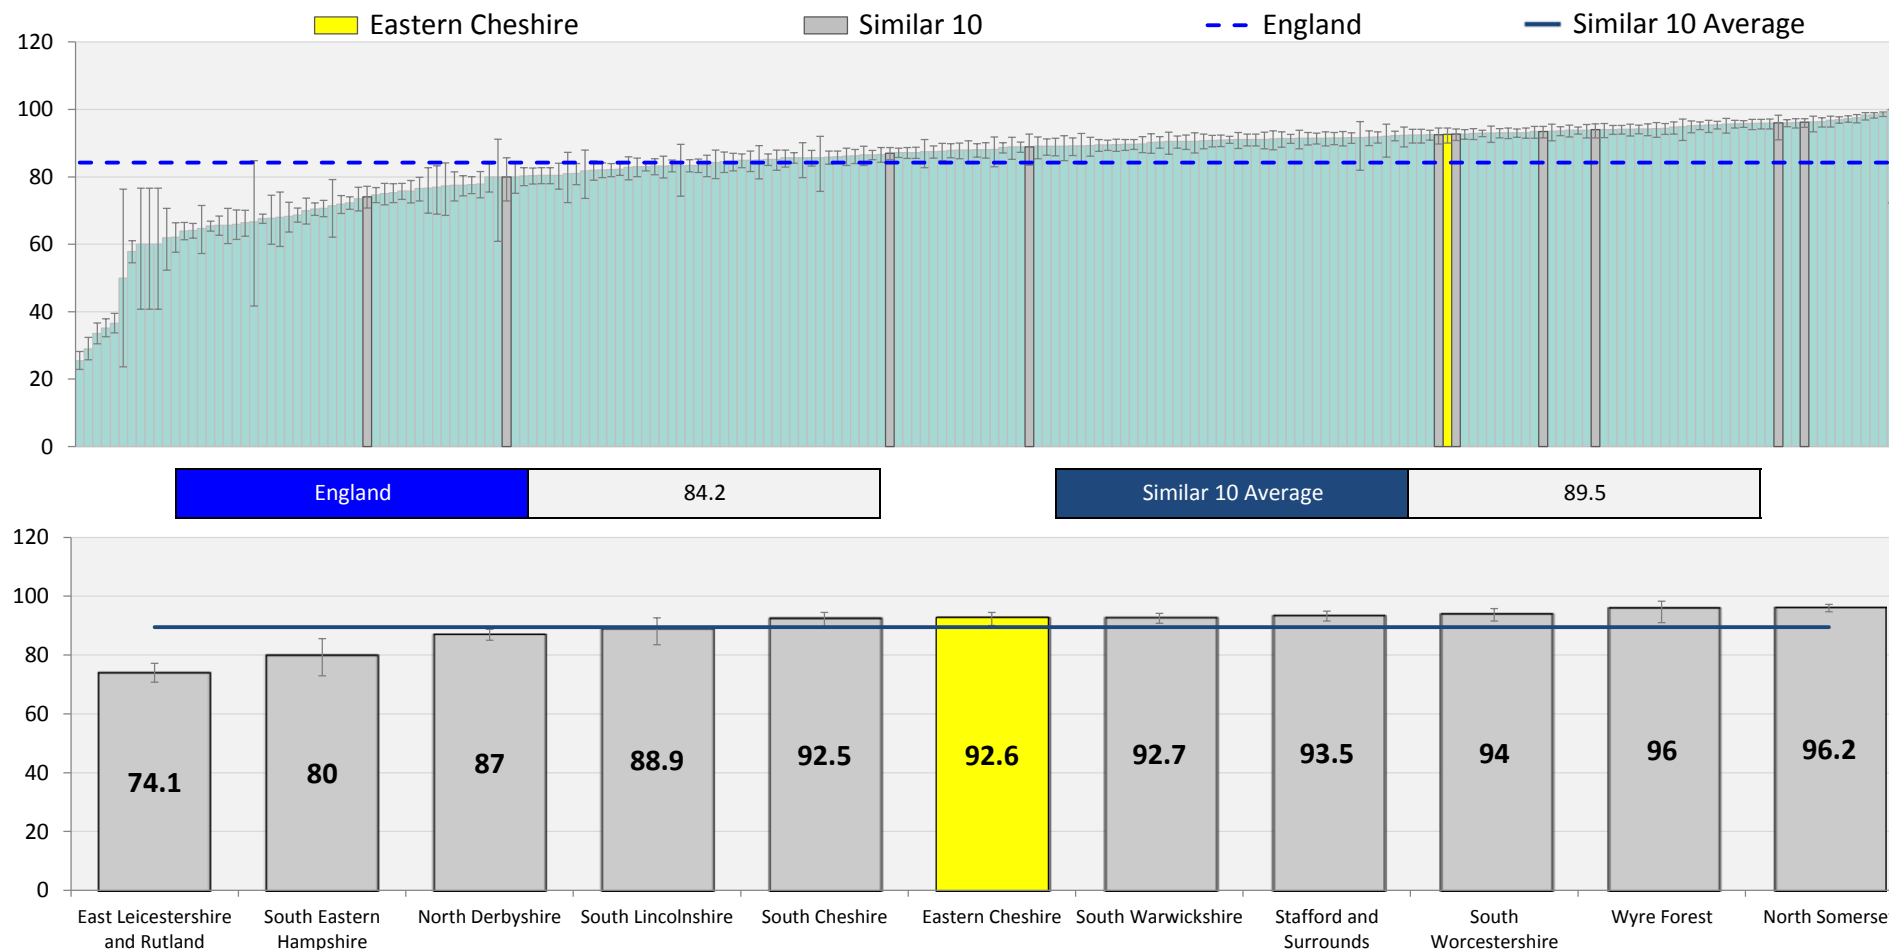 Eastern Cheshire Similar 10 England Similar 10 Average
120
100
80
60
40
20
0
England 84.2 Similar 10 Average 89.5
120
100
80
60
40
20
0
74.1 80 87 88.9 92.5 92.6 92.7 93.5 94 96 96.2
East Leicestershire South Eastern North Derbyshire South Lincolnshire South Cheshire Eastern Cheshire South Warwickshire Stafford and South Wyre Forest North Somerse
and Rutland Hampshire Surrounds Worcestershire